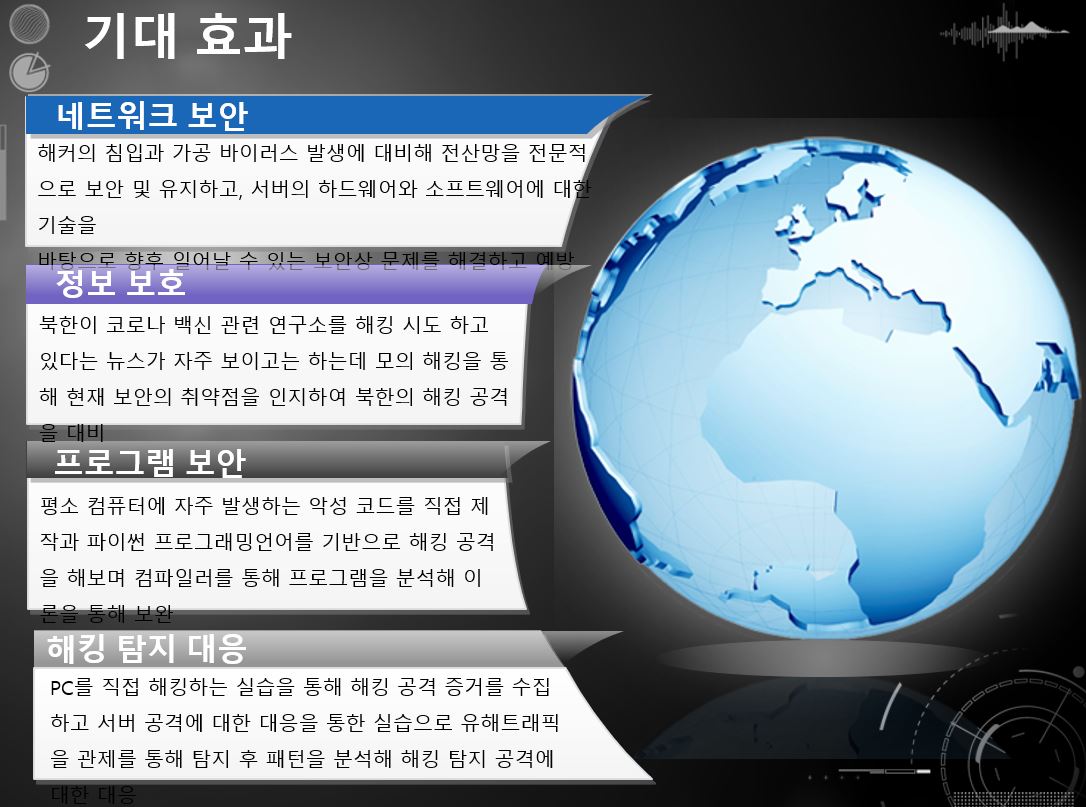 기대 효과
네트워크 보안
해커의 침입과 가공 바이러스 발생에 대비해 전산망을 전문적
으로 보안 및 유지하고, 서버의 하드웨어와 소프트웨어에 대한
기술을
바탕으로 향후 일어날 수 있는 보안상 문제를 해결하고 예방
정보 보호
북한이 코로나 백신 관련 연구소를 해킹 시도 하고
있다는 뉴스가 자주 보이고는 하는데 모의 해킹을 통
해 현재 보안의 취약점을 인지하여 북한의 해킹 공격
을 대비
프로그램 보안
평소 컴퓨터에 자주 발생하는 악성 코드를 직접 제
작과 파이썬 프로그래밍언어를 기반으로 해킹 공격
을 해보며 컴파일러를 통해 프로그램을 분석해 이
론을 통해 보완
해킹 탐지 대응
PC를 직접 해킹하는 실습을 통해 해킹 공격 증거를 수집
하고 서버 공격에 대한 대응을 통한 실습으로 유해트래픽
을 관제를 통해 탐지 후 패턴을 분석해 해킹 탐지 공격에
대한 대응